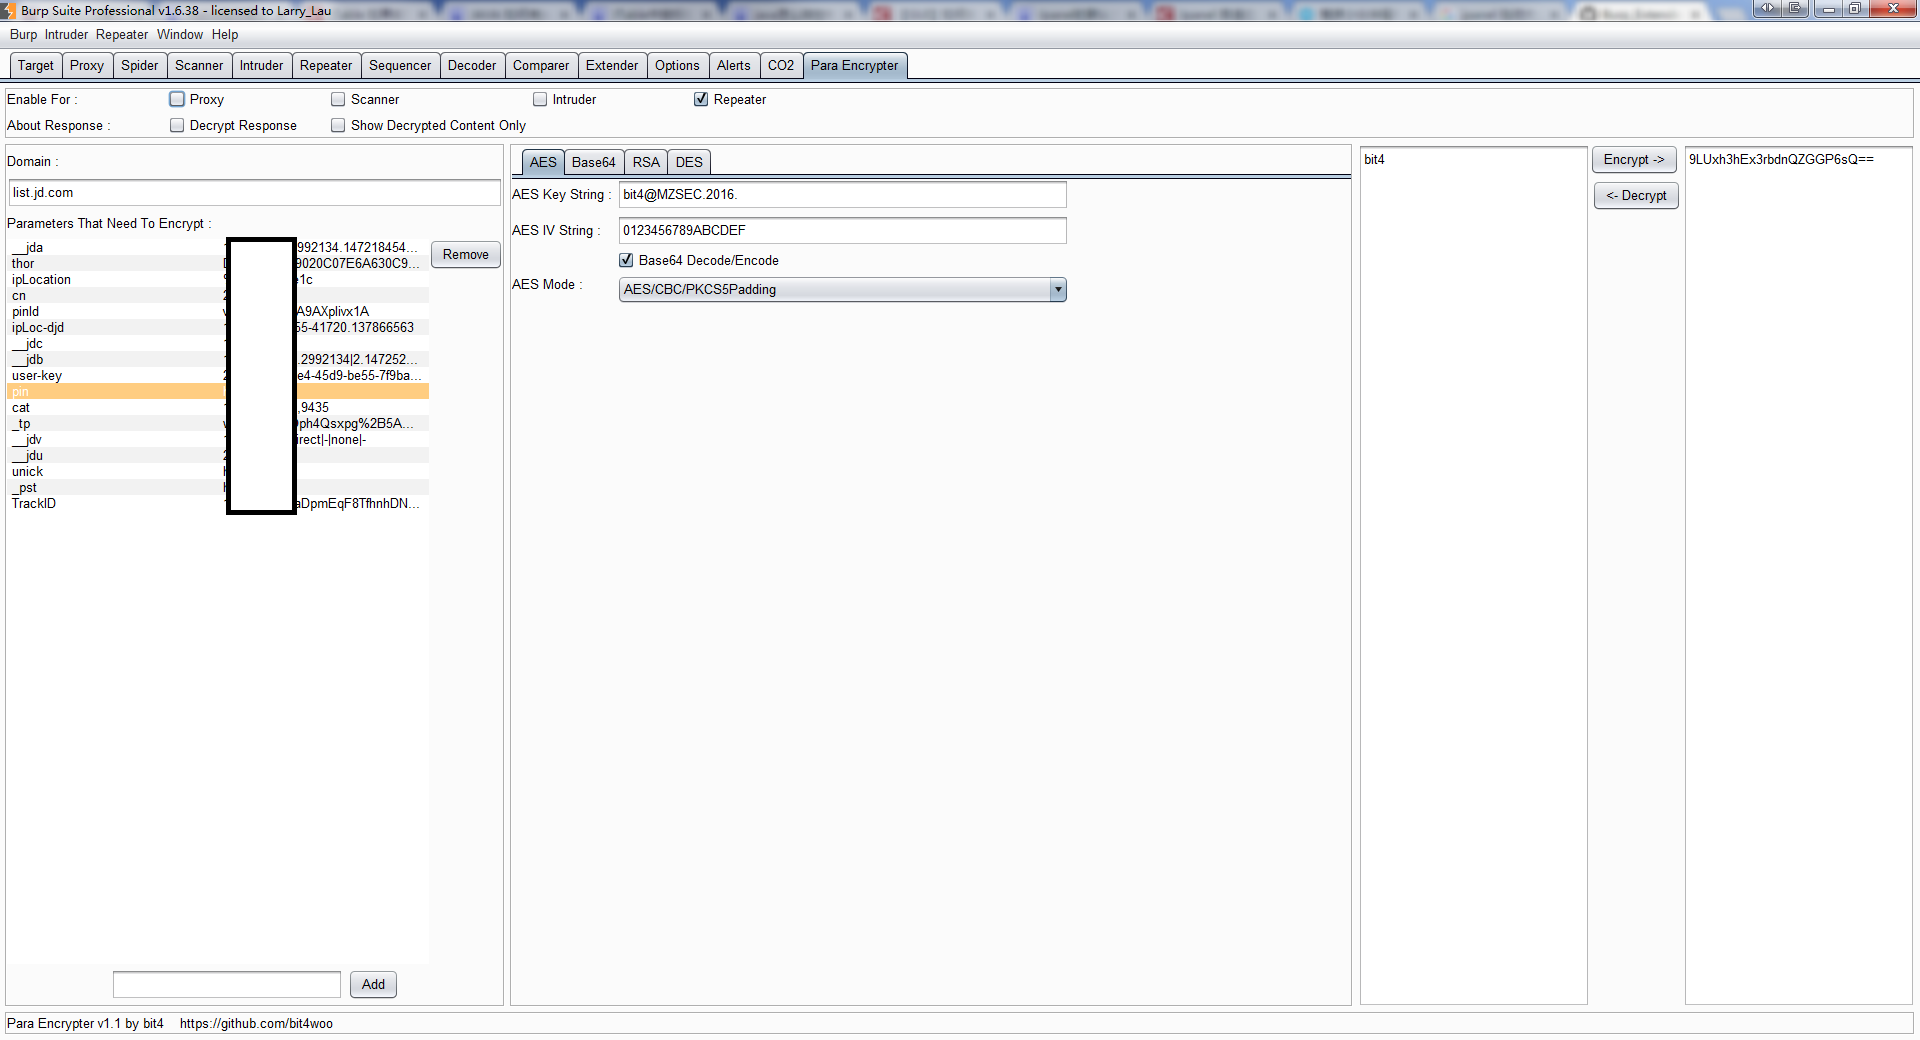 Burp Suite Professional v1.6.38 - licensed to Larry_Lau
Burp Intruder Repeater Window Help
Target Proxy Spider Scanner Intruder Repeater Sequencer Decoder Comparer Extender Options Alerts CO2 Para Encrypter
Enable For : Proxy Scanner Intruder Repeater
About Response : Decrypt Response Show Decrypted Content Only
Domain :
list.jd.com
Parameters That Need To Encrypt :
__jda 992134.147218454...
thor 9020C07E6A630C9...
ipLocation e1c
cn
pinId A9AXplivx1A
ipLoc-djd 55-41720.137866563
__jdc
__jdb .2992134|2.147252...
user-key e4-45d9-be55-7f9ba...
pin
cat ,9435
_tp ph4Qsxpg%2B5A...
__jdv irect|-|none|-
__jdu
unick
_pst
TrackID aDpmEqF8TfhnhDN...
Remove
Add
AES Base64 RSA DES
AES Key String : bit4@MZSEC.2016.
AES IV String : 0123456789ABCDEF
Base64 Decode/Encode
AES Mode : AES/CBC/PKCS5Padding
bit4
Encrypt ->
<- Decrypt
9LUxh3hEx3rbdnQZGGP6sQ==
Para Encrypter v1.1 by bit4 https://github.com/bit4woo